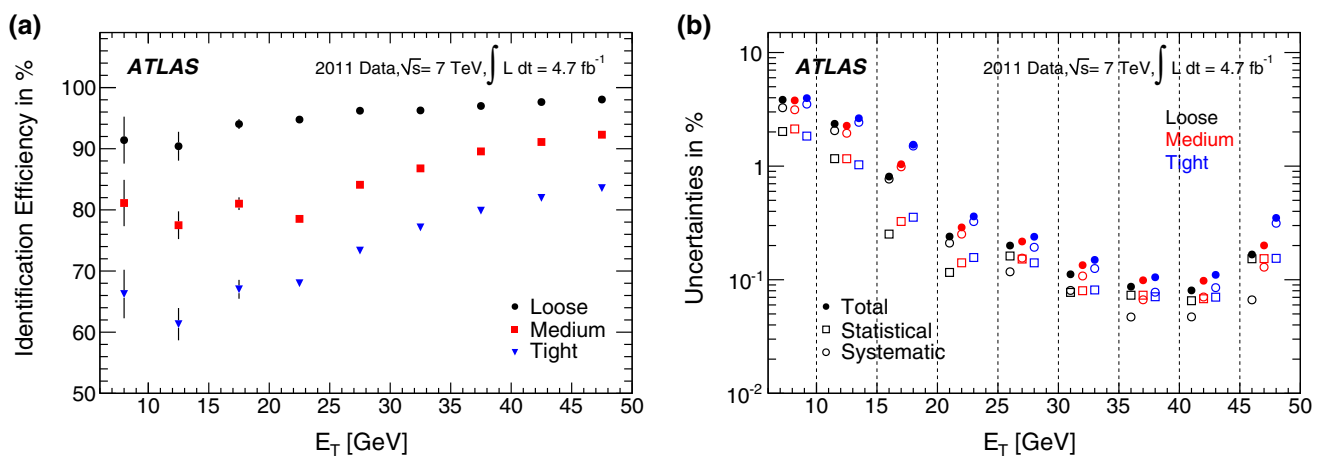 (a)
ATLAS
2011 Data,√s= 7 TeV,∫ L dt = 4.7 fb⁻¹
Identification Efficiency in %
100
90
80
70
60
50
Loose
Medium
Tight
10 15 20 25 30 35 40 45 50
E_T [GeV]
(b)
ATLAS
2011 Data,√s= 7 TeV,∫ L dt = 4.7 fb⁻¹
Uncertainties in %
10
1
10⁻¹
10⁻²
Loose
Medium
Tight
Total
Statistical
Systematic
10 15 20 25 30 35 40 45 50
E_T [GeV]